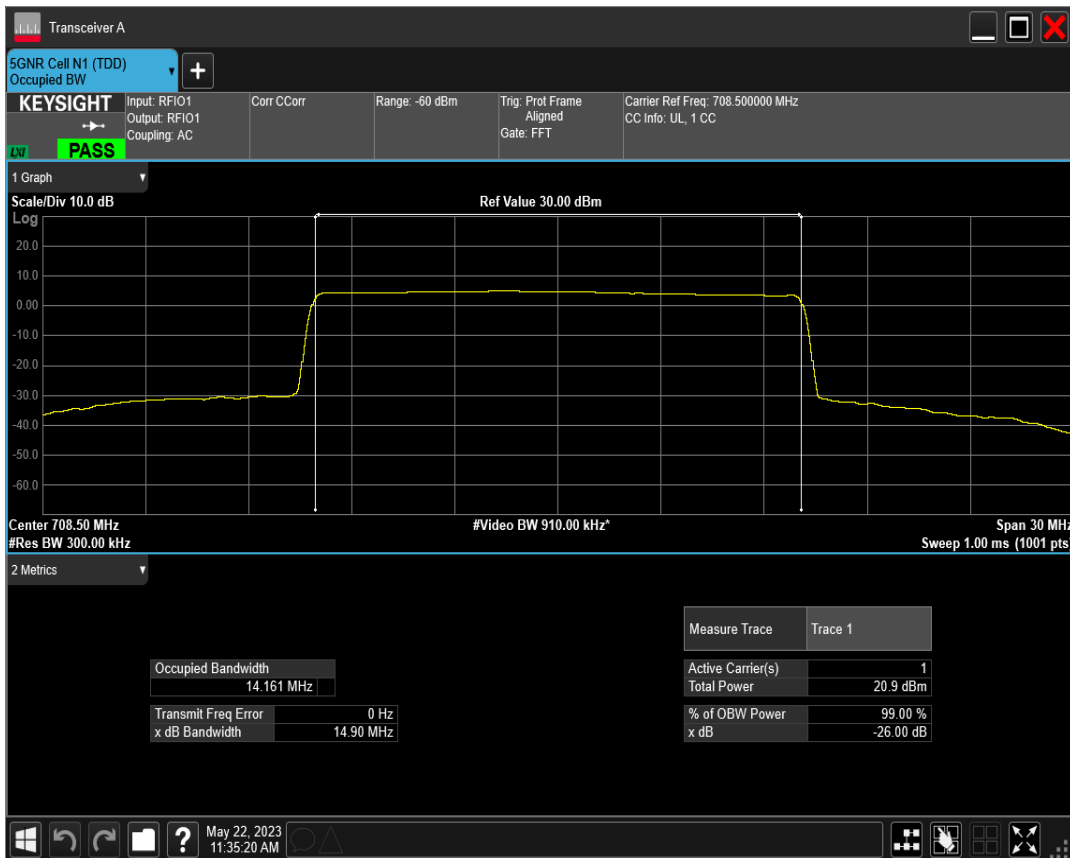 Transceiver A
5GNR Cell N1 (TDD)
Occupied BW
+
KEYSIGHT
LXI
PASS
Input: RFIO1
Output: RFIO1
Coupling: AC
Corr CCorr
Range: -60 dBm
Trig: Prot Frame
Aligned
Gate: FFT
Carrier Ref Freq: 708.500000 MHz
CC Info: UL, 1 CC
1 Graph
Scale/Div 10.0 dB
Ref Value 30.00 dBm
Log
20.0
10.0
0.00
-10.0
-20.0
-30.0
-40.0
-50.0
-60.0
Center 708.50 MHz
#Video BW 910.00 kHz*
Span 30 MHz
#Res BW 300.00 kHz
Sweep 1.00 ms (1001 pts)
2 Metrics
Measure Trace Trace 1
Occupied Bandwidth
14.161 MHz
Active Carrier(s) 1
Total Power 20.9 dBm
Transmit Freq Error 0 Hz
x dB Bandwidth 14.90 MHz
% of OBW Power 99.00 %
x dB -26.00 dB
?
May 22, 2023
11:35:20 AM